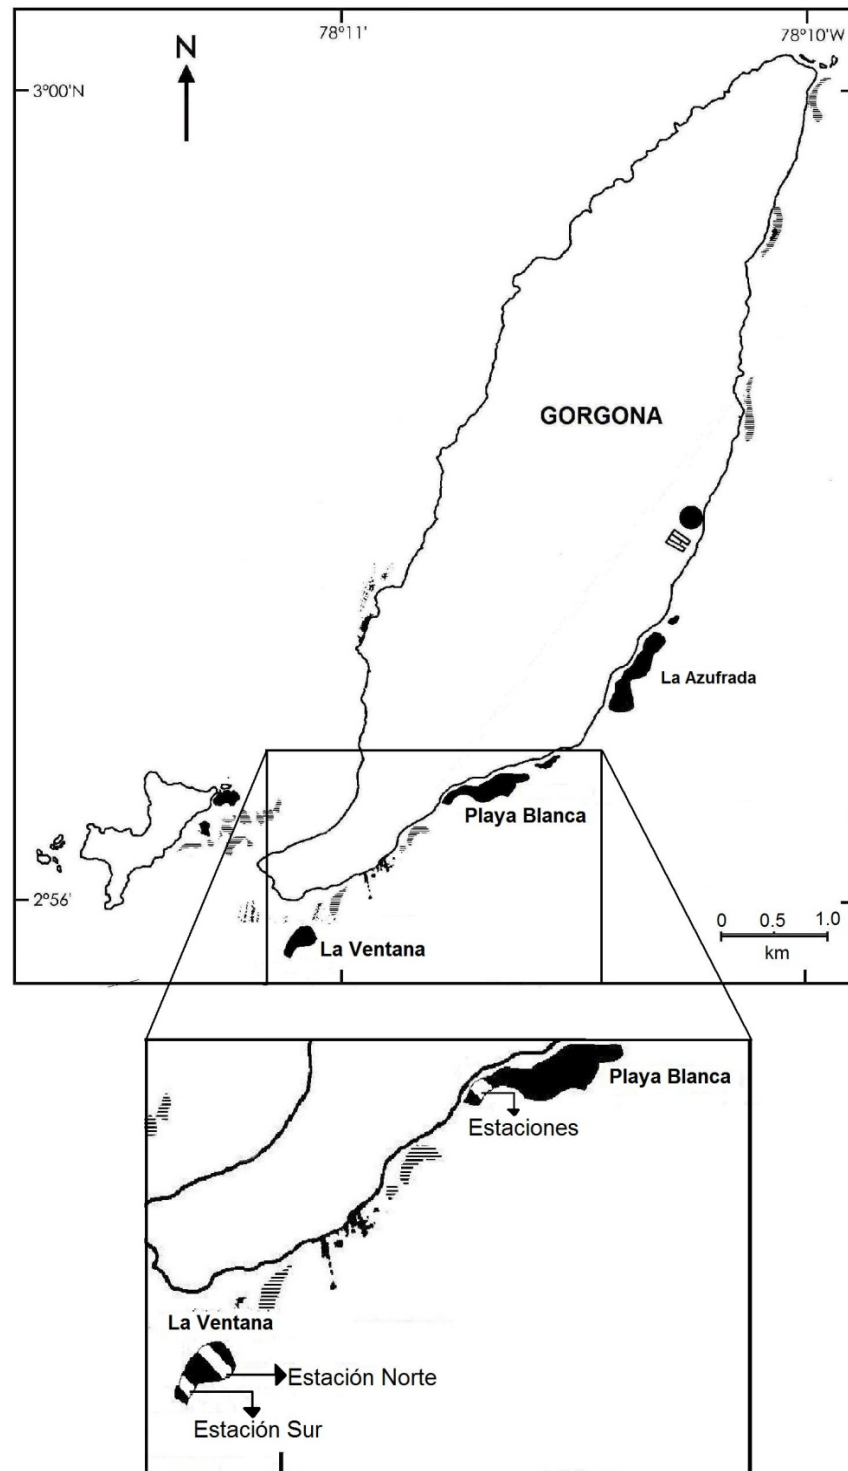 78°11'
78°10'W
N
3°00'N
GORGONA
La Azufrada
Playa Blanca
2°56'
0 0.5 1.0
km
La Ventana
Playa Blanca
Estaciones
La Ventana
Estación Norte
Estación Sur